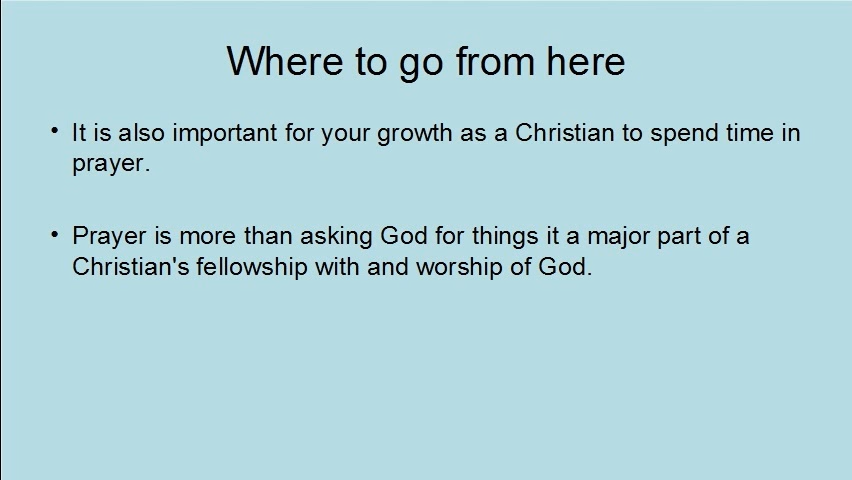 Where to go from here
• It is also important for your growth as a Christian to spend time in
prayer.
• Prayer is more than asking God for things it a major part of a
Christian's fellowship with and worship of God.